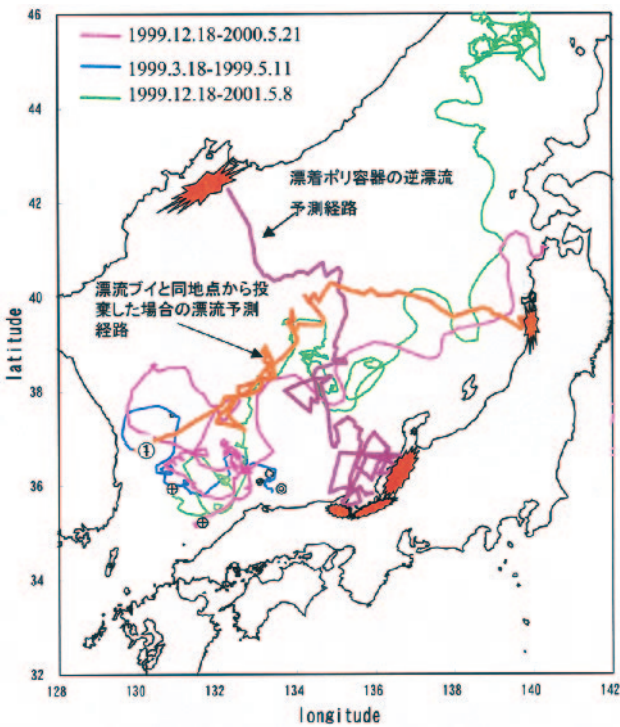 46
1999.12.18-2000.5.21
1999.3.18-1999.5.11
1999.12.18-2001.5.8
44
42
漂着ポリ容器の逆漂流
予測経路
40
漂流ブイと同地点から投
棄した場合の漂流予測
経路
latitude
38
①
36
34
32
128
130
132
134
136
138
140
142
longitude